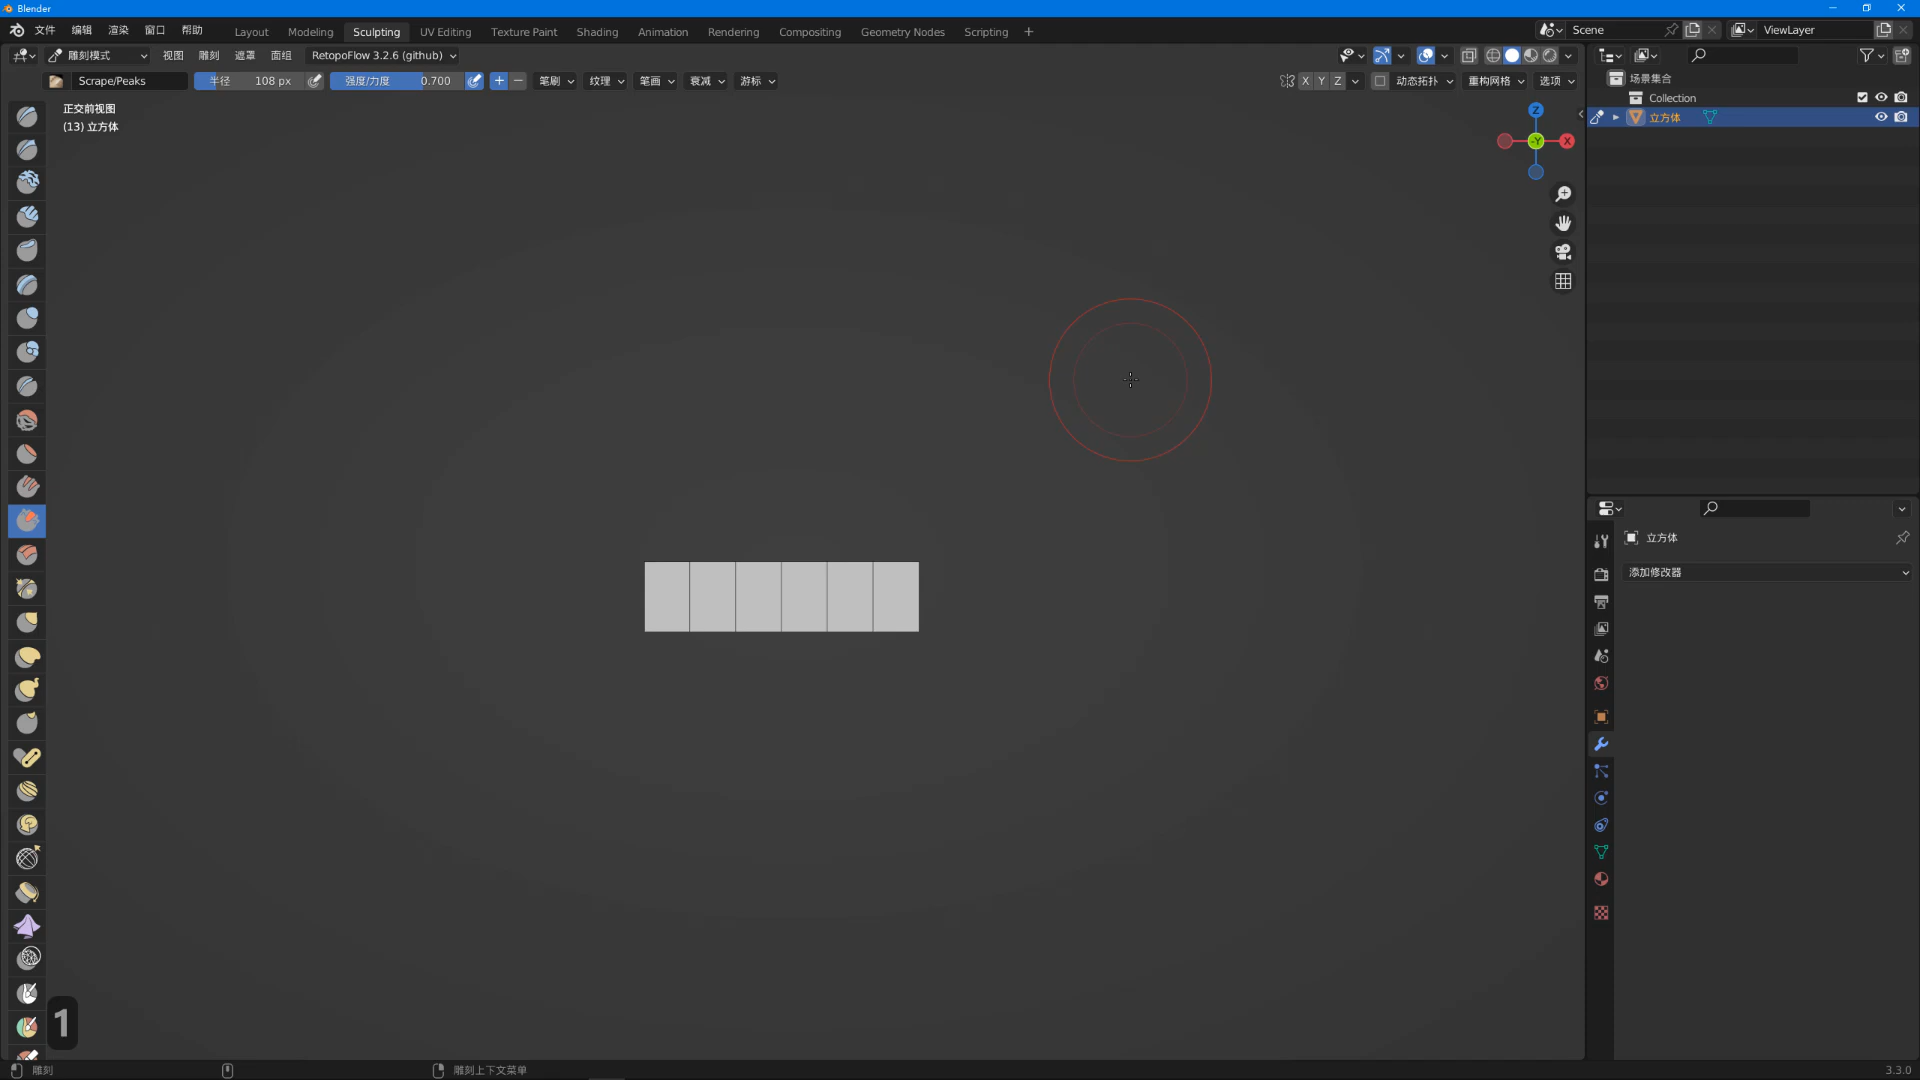 Blender
文件 编辑 渲染 窗口 帮助 Layout Modeling Sculpting UV Editing Texture Paint Shading Animation Rendering Compositing Geometry Nodes Scripting + Scene ViewLayer
雕刻模式 视图 雕刻 遮罩 面组 RetopoFlow 3.2.6 (github)
Scrape/Peaks 半径 108 px 强度/力度 0.700 + − 笔刷 纹理 笔画 衰减 游标 X Y Z 动态拓扑 重构网格 选项
场景集合
Collection
立方体
正交前视图
(13) 立方体
Z
-Y X
立方体
添加修改器
1
雕刻 雕刻上下文菜单 3.3.0